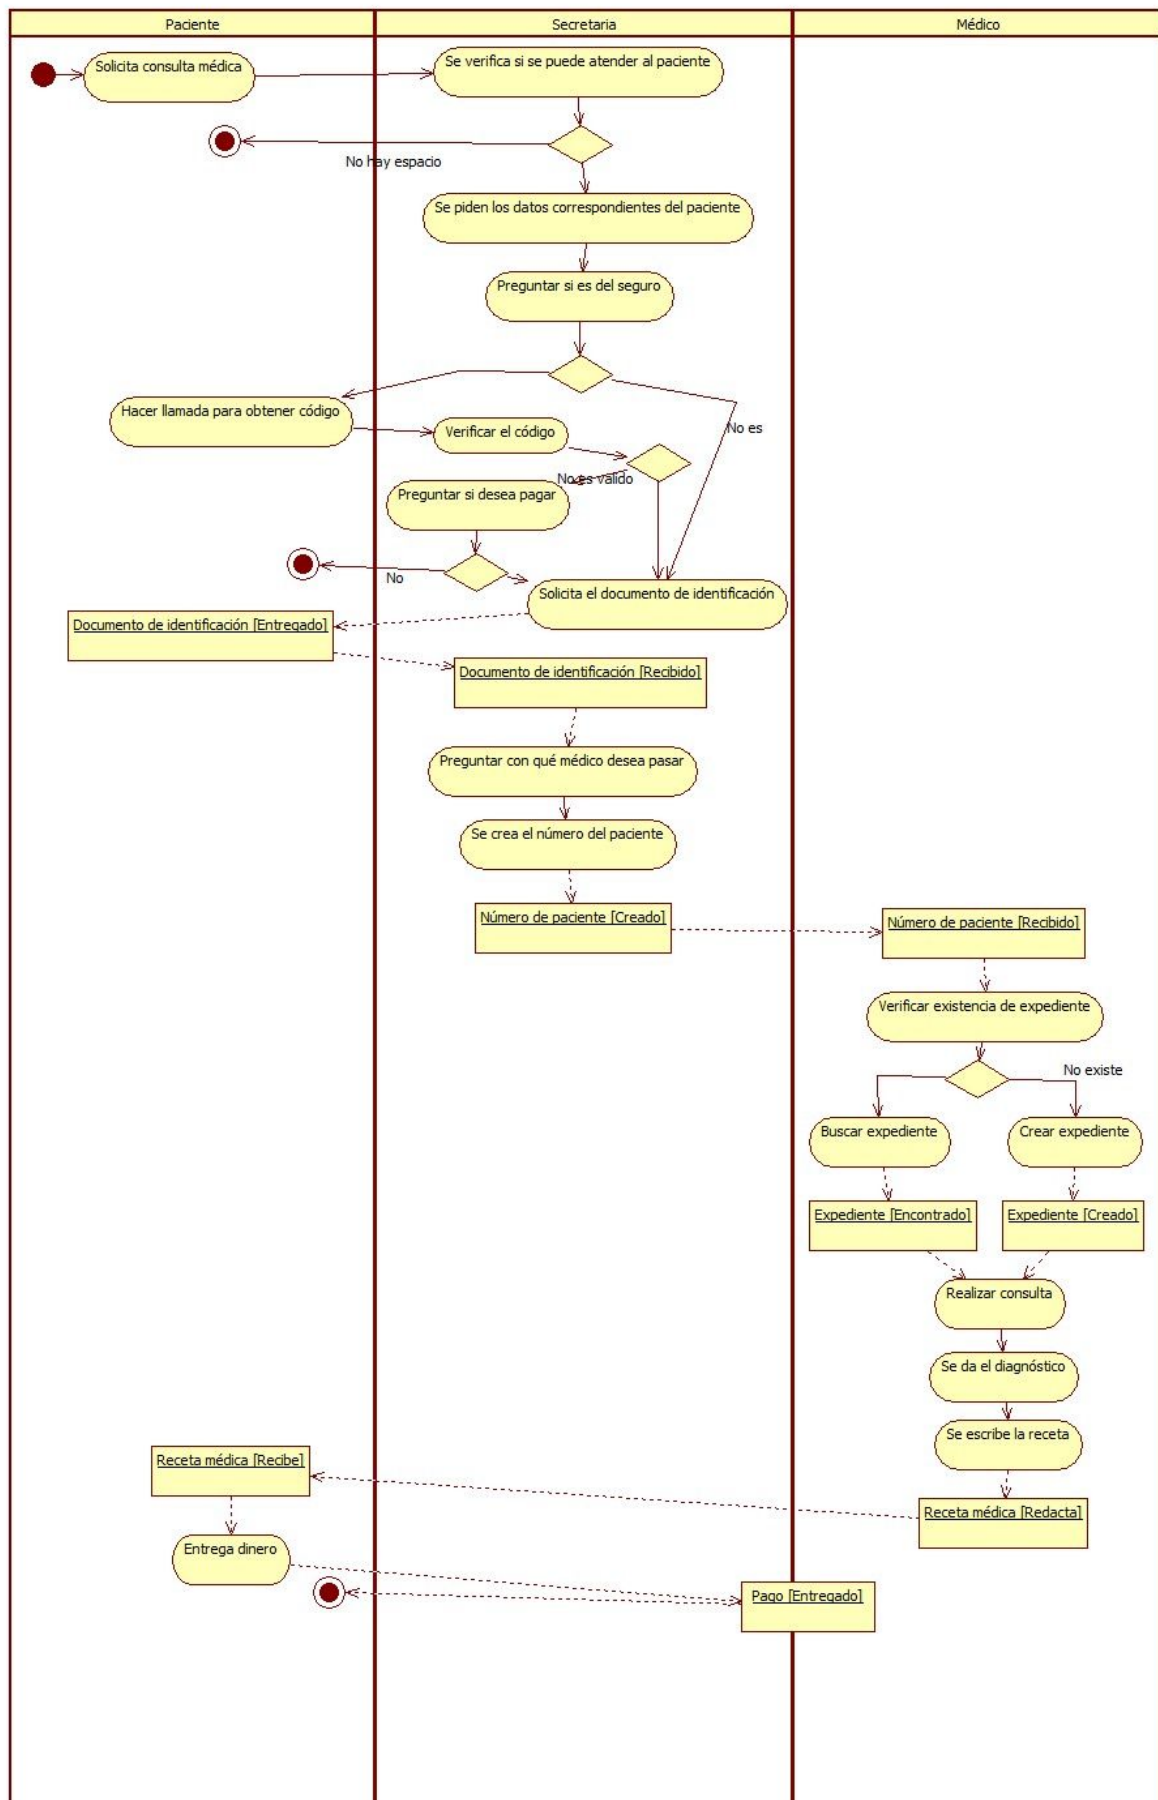 Paciente
Secretaria
Médico
Solicita consulta médica
Se verifica si se puede atender al paciente
No hay espacio
Se piden los datos correspondientes del paciente
Preguntar si es del seguro
Hacer llamada para obtener código
Verificar el código
No es
No es valido
Preguntar si desea pagar
No
Solicita el documento de identificación
Documento de identificación [Entregado]
Documento de identificación [Recibido]
Preguntar con qué médico desea pasar
Se crea el número del paciente
Número de paciente [Creado]
Número de paciente [Recibido]
Verificar existencia de expediente
No existe
Buscar expediente
Crear expediente
Expediente [Encontrado]
Expediente [Creado]
Realizar consulta
Se da el diagnóstico
Se escribe la receta
Receta médica [Recibe]
Receta médica [Redacta]
Entrega dinero
Pago [Entregado]